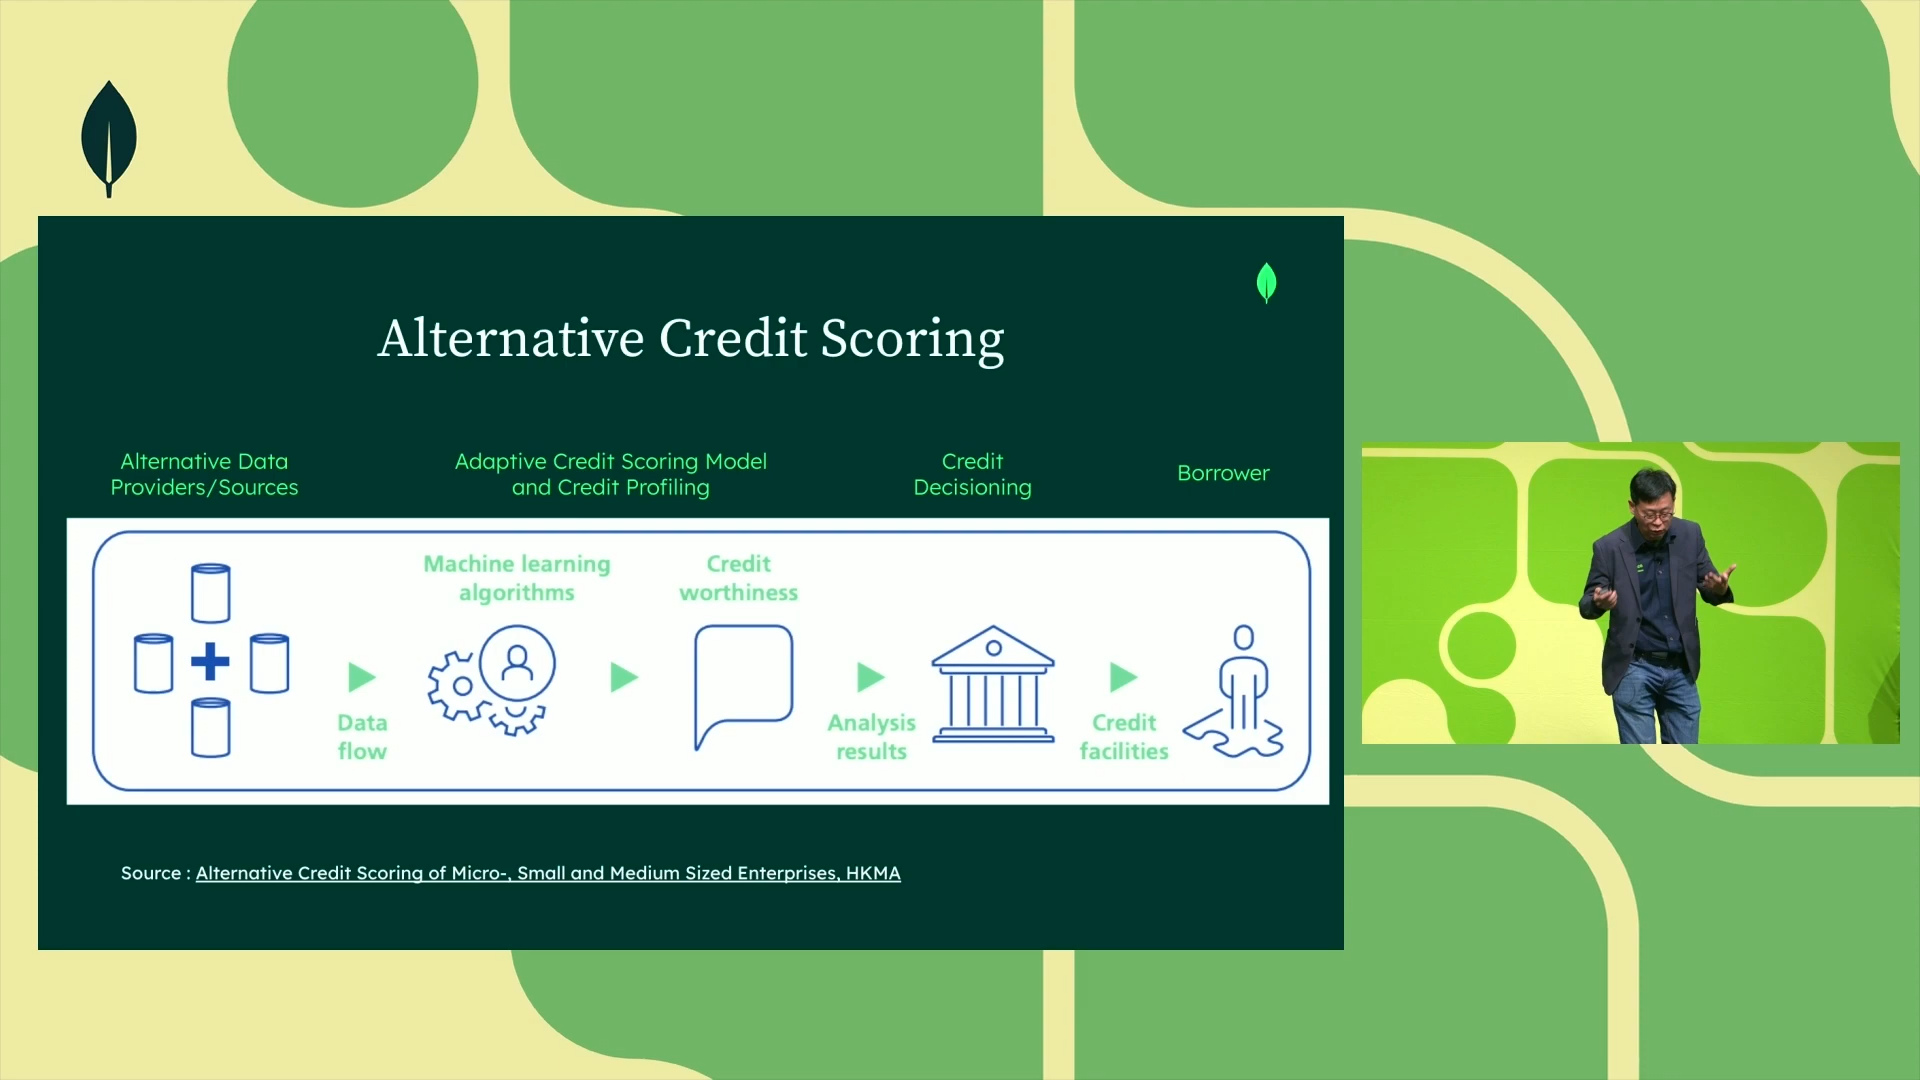 Alternative Credit Scoring
Alternative Data
Providers/Sources
Adaptive Credit Scoring Model
and Credit Profiling
Credit
Decisioning
Borrower
Machine learning
algorithms
Credit
worthiness
Data
flow
Analysis
results
Credit
facilities
Source : Alternative Credit Scoring of Micro-, Small and Medium Sized Enterprises, HKMA